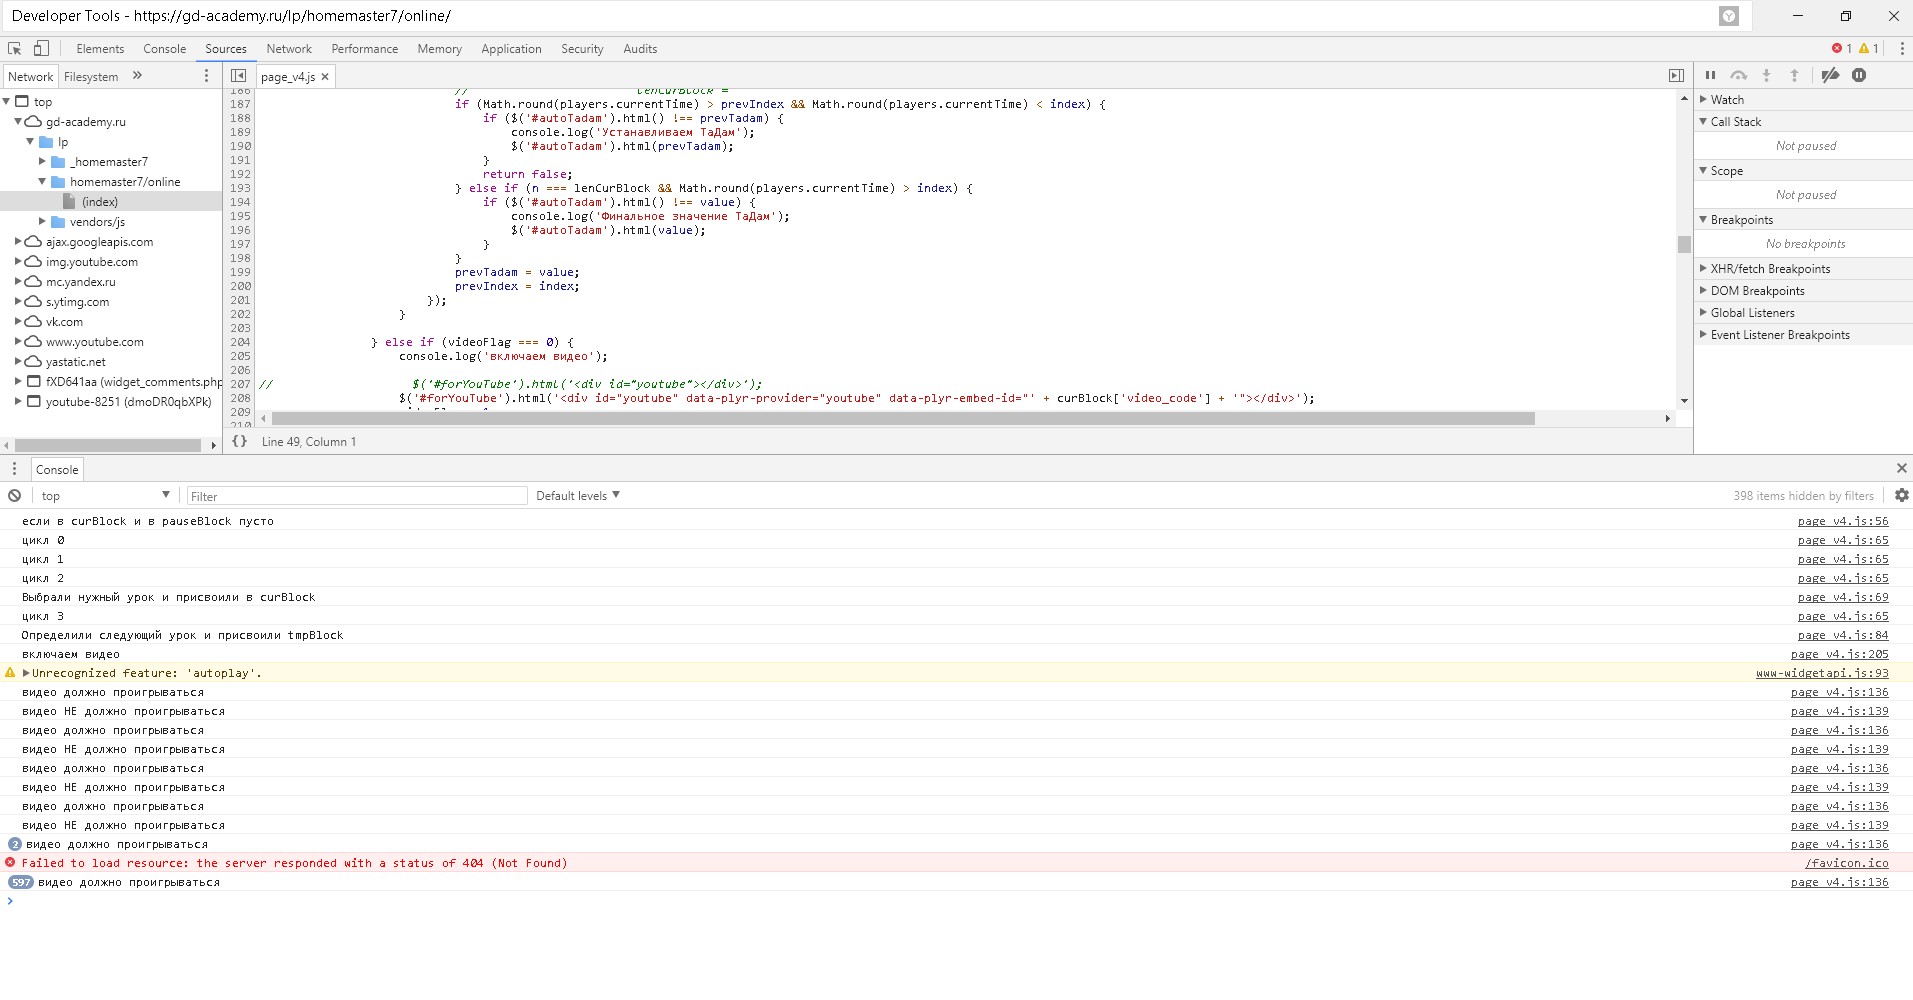 Developer Tools - https://gd-academy.ru/lp/homemaster7/online/
Elements Console Sources Network Performance Memory Application Security Audits 1 1
Network Filesystem »
page_v4.js ×
top
gd-academy.ru
lp
_homemaster7
homemaster7/online
(index)
vendors/js
ajax.googleapis.com
img.youtube.com
mc.yandex.ru
s.ytimg.com
vk.com
www.youtube.com
yastatic.net
fXD641aa (widget_comments.php
youtube-8251 (dmoDR0qbXPk)
186 // lenCurBlock =
187 if (Math.round(players.currentTime) > prevIndex && Math.round(players.currentTime) < index) {
188 if ($('#autoTadam').html() !== prevTadam) {
189 console.log('Устанавливаем ТаДам');
190 $('#autoTadam').html(prevTadam);
191 }
192 return false;
193 } else if (n === lenCurBlock && Math.round(players.currentTime) > index) {
194 if ($('#autoTadam').html() !== value) {
195 console.log('Финальное значение ТаДам');
196 $('#autoTadam').html(value);
197 }
198 }
199 prevTadam = value;
200 prevIndex = index;
201 });
202 }
203
204 } else if (videoFlag === 0) {
205 console.log('включаем видео');
206
207 // $('#forYouTube').html('<div id="youtube"></div>');
208 $('#forYouTube').html('<div id="youtube" data-plyr-provider="youtube" data-plyr-embed-id="' + curBlock['video_code'] + '"></div>');
209
210
{} Line 49, Column 1
Watch
Call Stack
Not paused
Scope
Not paused
Breakpoints
No breakpoints
XHR/fetch Breakpoints
DOM Breakpoints
Global Listeners
Event Listener Breakpoints
Console
top Filter Default levels 398 items hidden by filters
если в curBlock и в pauseBlock пусто page_v4.js:56
цикл 0 page_v4.js:65
цикл 1 page_v4.js:65
цикл 2 page_v4.js:65
Выбрали нужный урок и присвоили в curBlock page_v4.js:69
цикл 3 page_v4.js:65
Определили следующий урок и присвоили tmpBlock page_v4.js:84
включаем видео page_v4.js:205
Unrecognized feature: 'autoplay'. www-widgetapi.js:93
видео должно проигрываться page_v4.js:136
видео НЕ должно проигрываться page_v4.js:139
видео должно проигрываться page_v4.js:136
видео НЕ должно проигрываться page_v4.js:139
видео должно проигрываться page_v4.js:136
видео НЕ должно проигрываться page_v4.js:139
видео должно проигрываться page_v4.js:136
видео НЕ должно проигрываться page_v4.js:139
2 видео должно проигрываться page_v4.js:136
Failed to load resource: the server responded with a status of 404 (Not Found) /favicon.ico
597 видео должно проигрываться page_v4.js:136